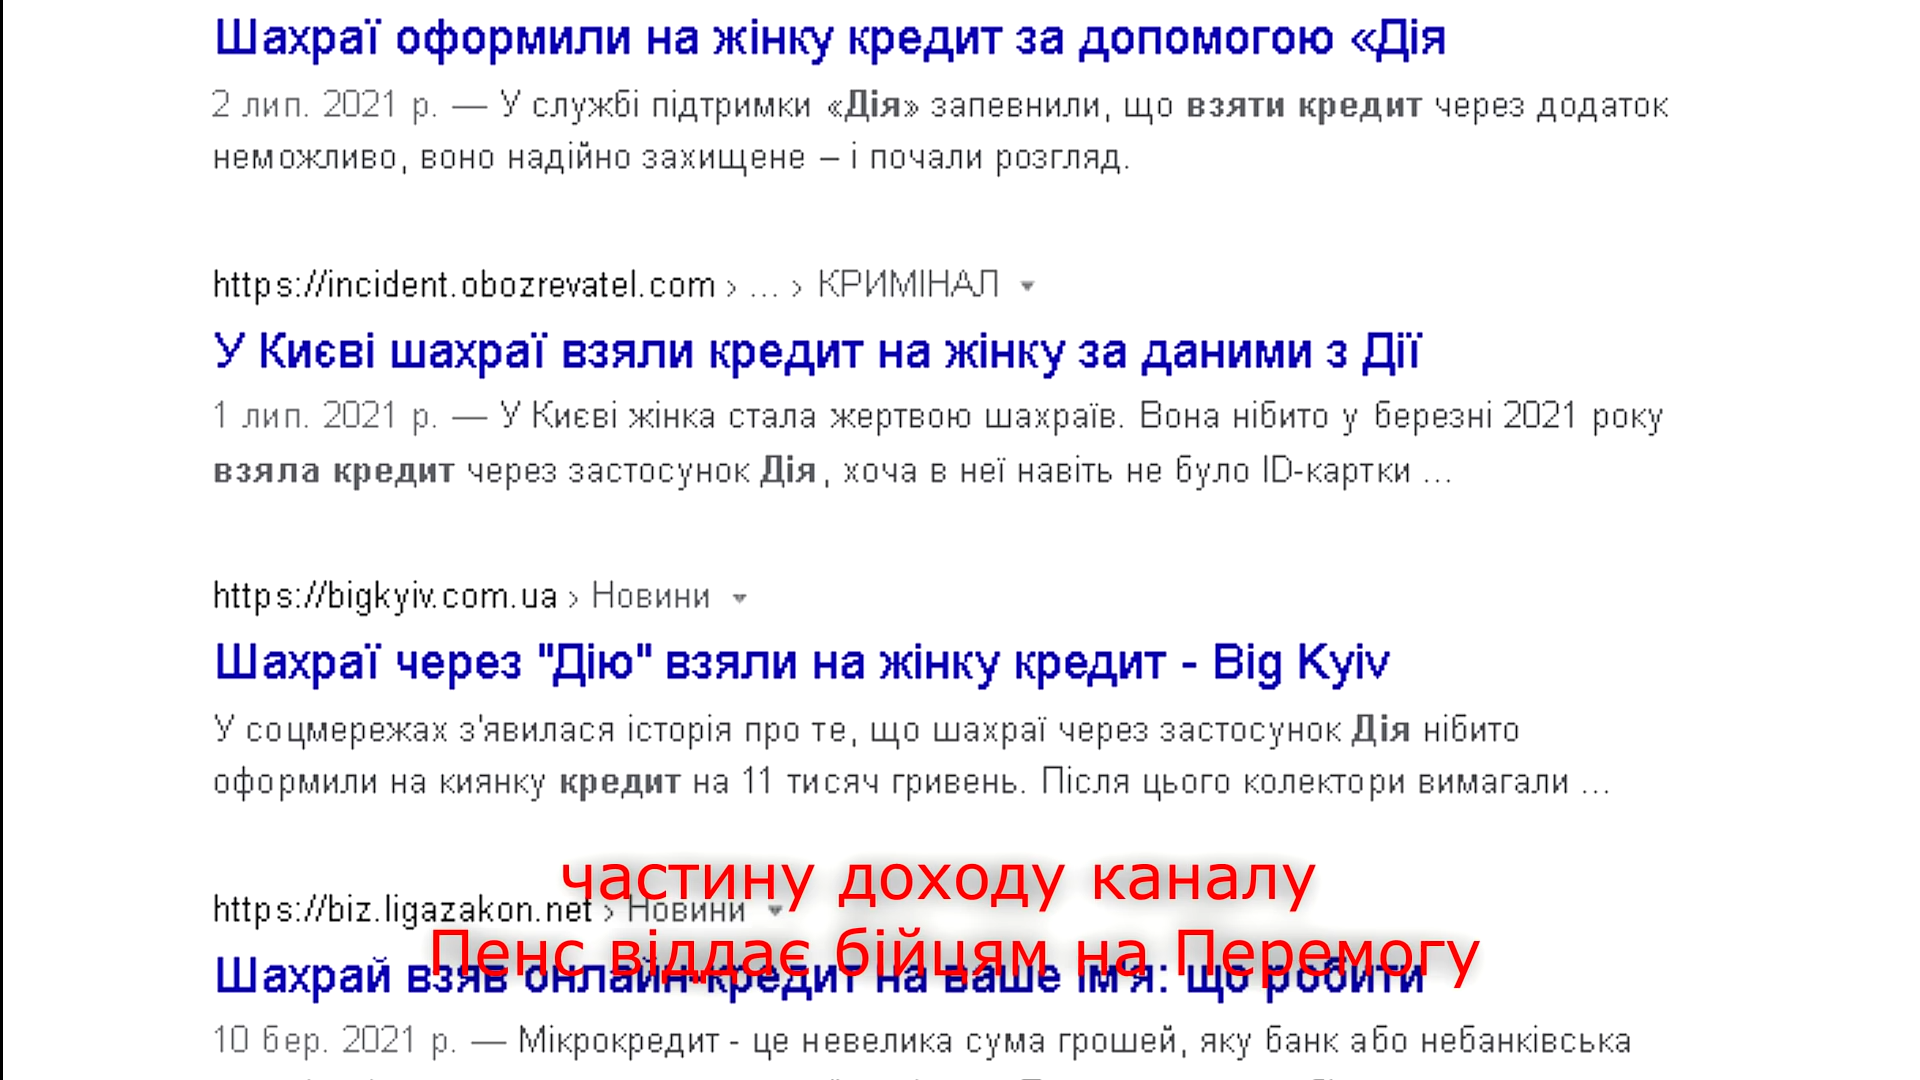 Шахраї оформили на жінку кредит за допомогою «Дія
2 лип. 2021 р. — У службі підтримки «Дія» запевнили, що взяти кредит через додаток
неможливо, воно надійно захищене – і почали розгляд.
https://incident.obozrevatel.com › ... › КРИМІНАЛ
У Києві шахраї взяли кредит на жінку за даними з Дії
1 лип. 2021 р. — У Києві жінка стала жертвою шахраїв. Вона нібито у березні 2021 року
взяла кредит через застосунок Дія, хоча в неї навіть не було ID-картки ...
https://bigkyiv.com.ua › Новини
Шахраї через "Дію" взяли на жінку кредит - Big Kyiv
У соцмережах з'явилася історія про те, що шахраї через застосунок Дія нібито
оформили на киянку кредит на 11 тисяч гривень. Після цього колектори вимагали ...
частину доходу каналу
https://biz.ligazakon.net › Новини
Пенс віддає бійцям на Перемогу
Шахрай взяв онлайн-кредит на ваше ім'я: що робити
10 бер. 2021 р. — Мікрокредит - це невелика сума грошей, яку банк або небанківська